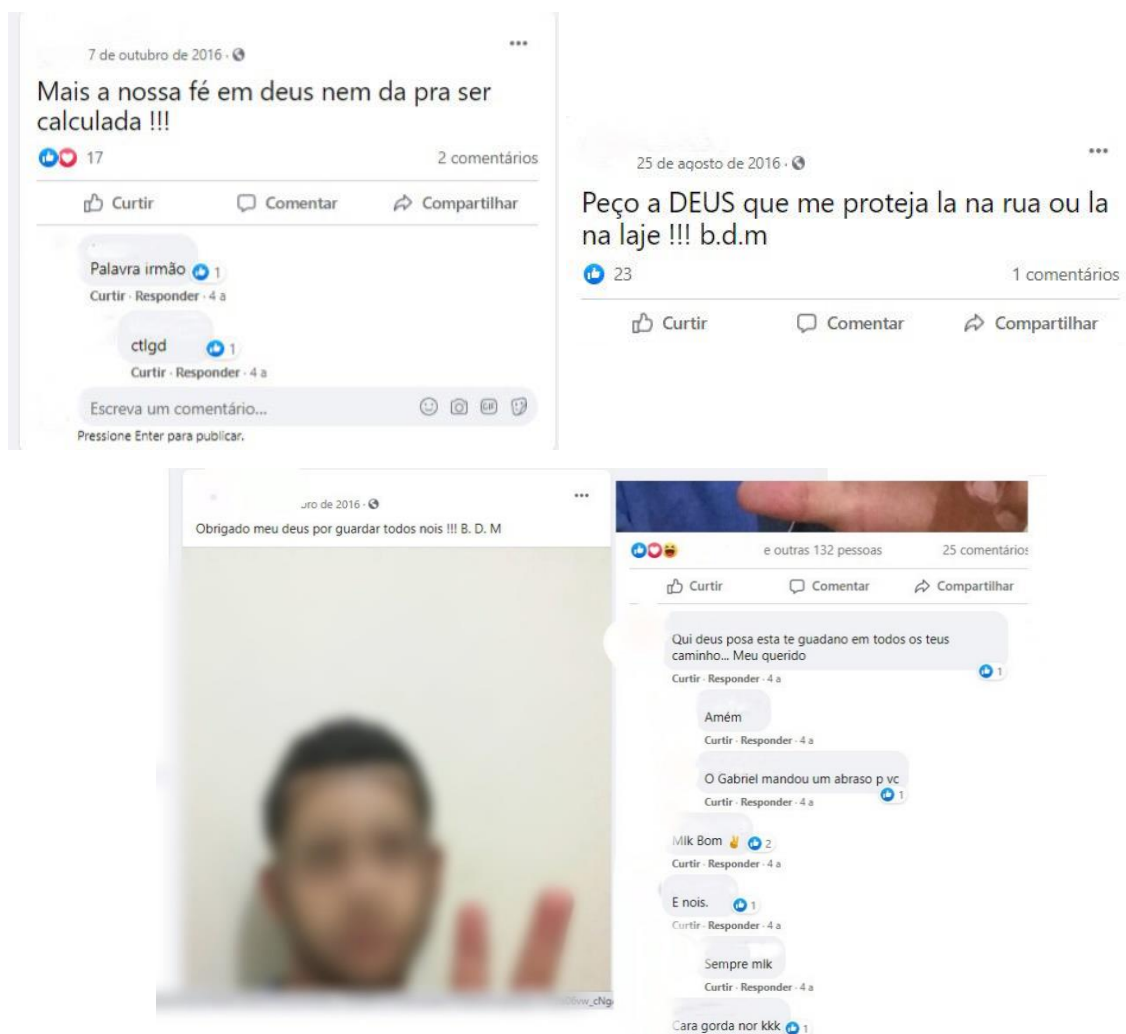 7 de outubro de 2016
Mais a nossa fé em deus nem da pra ser
calculada !!!
17 2 comentários
Curtir Comentar Compartilhar
Palavra irmão 1
Curtir · Responder · 4 a
ctlgd 1
Curtir · Responder · 4 a
Escreva um comentário... GIF
Pressione Enter para publicar.
25 de agosto de 2016
Peço a DEUS que me proteja la na rua ou la
na laje !!! b.d.m
23 1 comentários
Curtir Comentar Compartilhar
de 2016
Obrigado meu deus por guardar todos nois !!! B. D. M
e outras 132 pessoas 25 comentários
Curtir Comentar Compartilhar
Qui deus posa esta te guadano em todos os teus
caminho... Meu querido
1
Curtir · Responder · 4 a
Amém
Curtir · Responder · 4 a
O Gabriel mandou um abraso p vc
1
Curtir · Responder · 4 a
Mlk Bom ✌ 2
Curtir · Responder · 4 a
E nois. 1
Curtir · Responder · 4 a
Sempre mlk
Curtir · Responder · 4 a
Cara gorda nor kkk 1